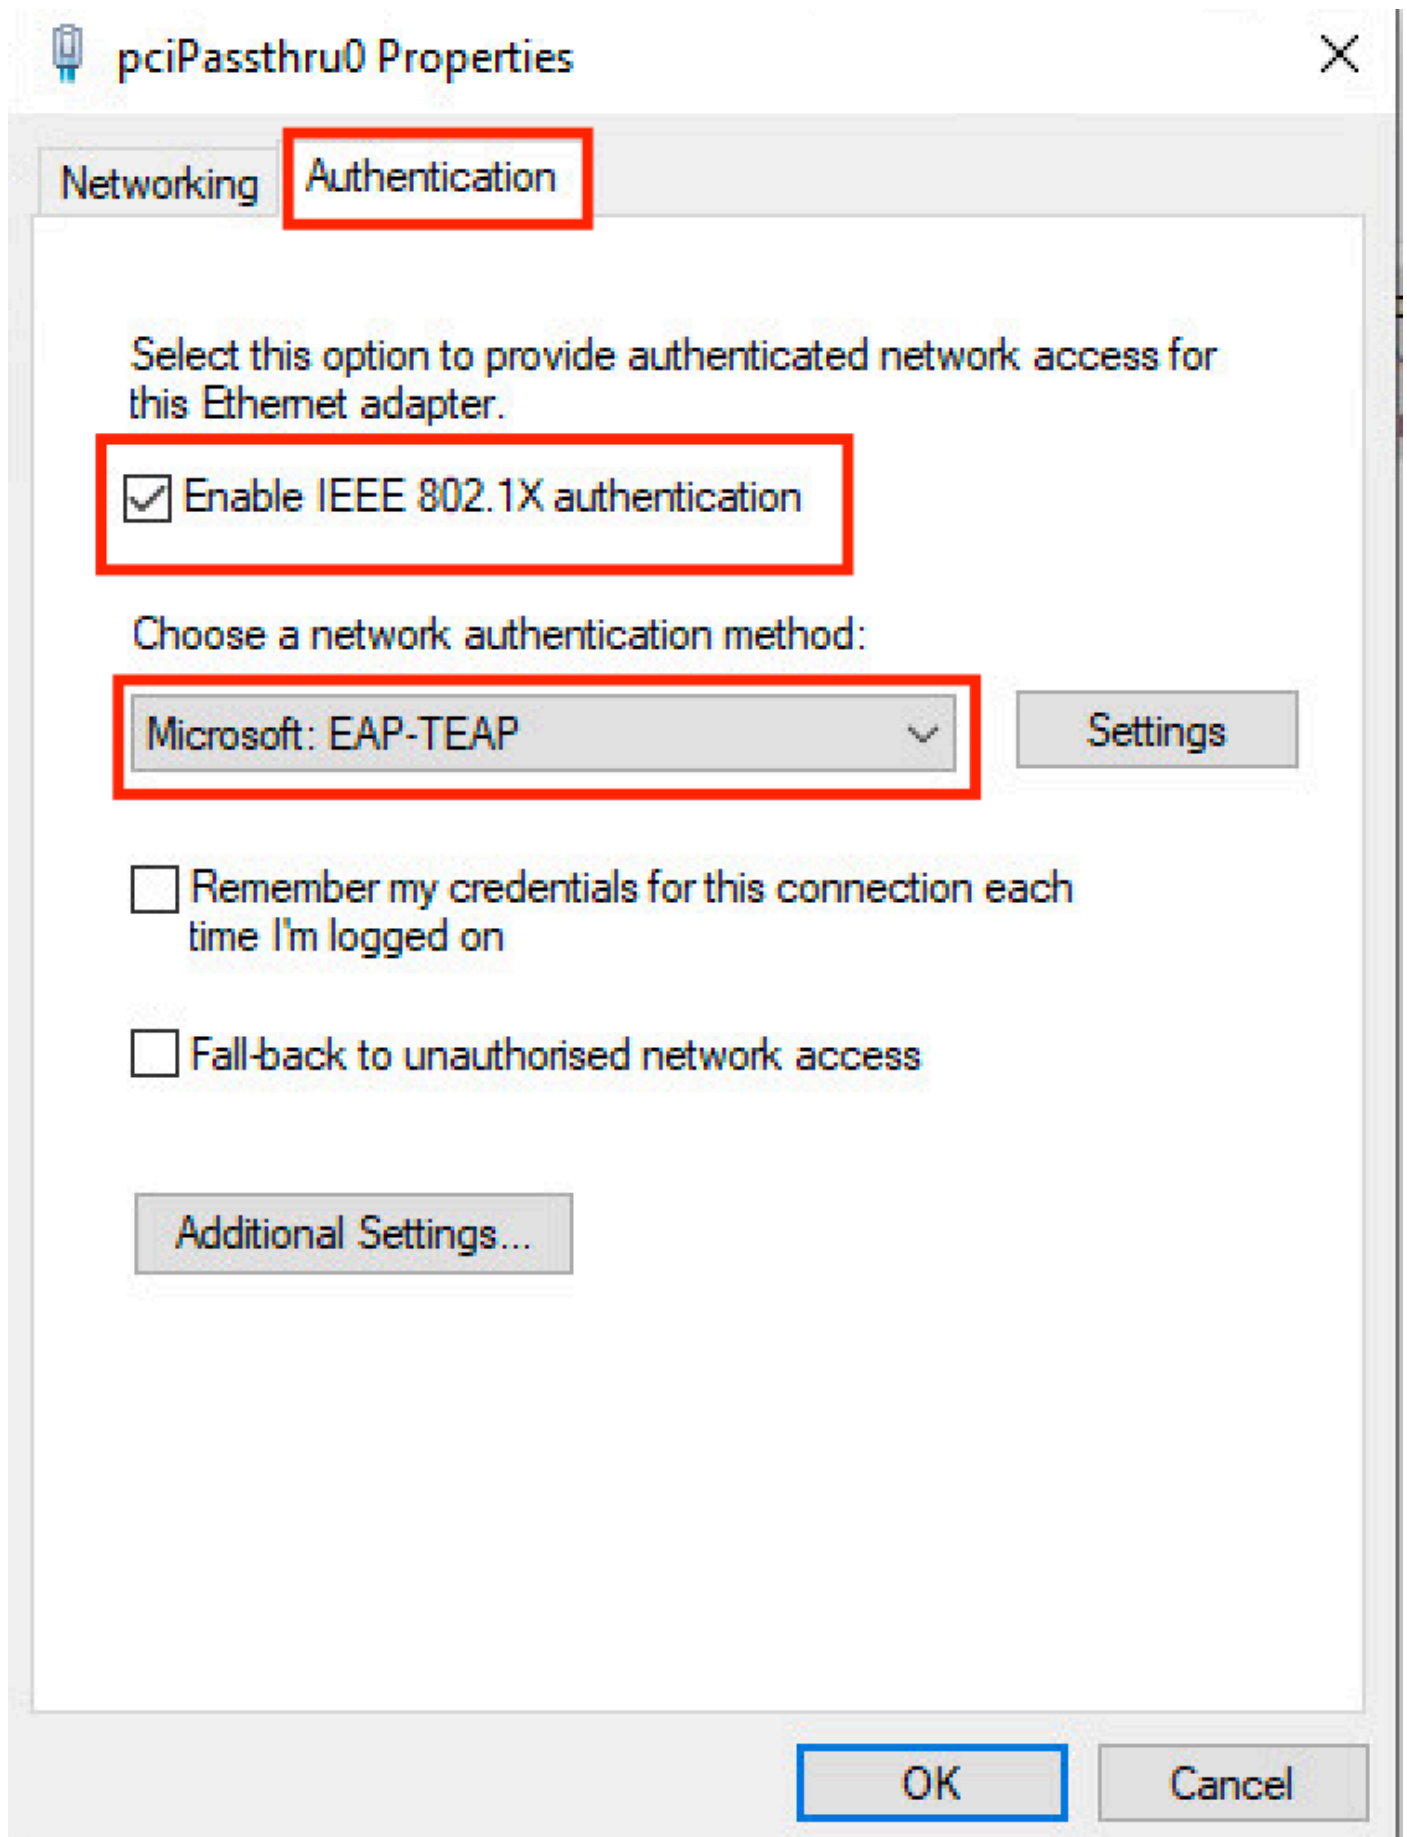 pciPassthru0 Properties
Networking
Authentication
Select this option to provide authenticated network access for
this Ethernet adapter.
Enable IEEE 802.1X authentication
Choose a network authentication method:
Microsoft: EAP-TEAP
Settings
Remember my credentials for this connection each
time I'm logged on
Fall-back to unauthorised network access
Additional Settings...
OK
Cancel